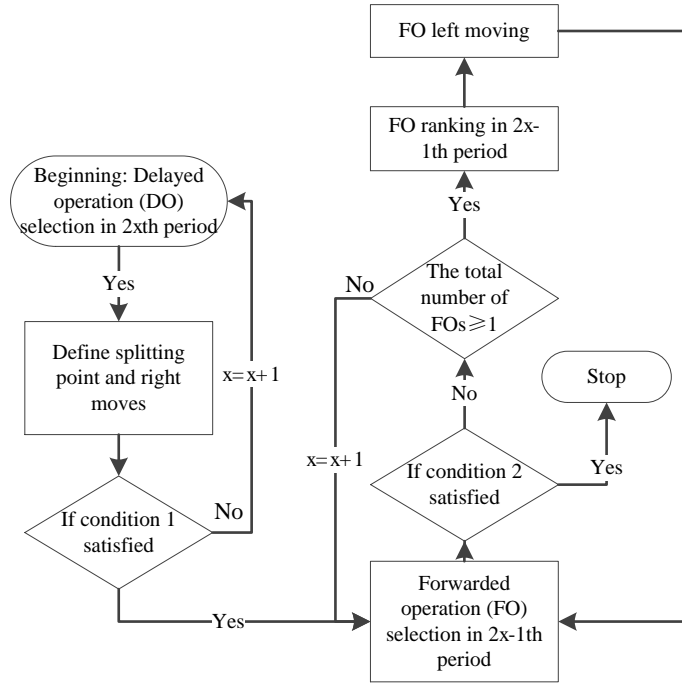 FO left moving
FO ranking in 2x-
1th period
Beginning: Delayed
operation (DO)
selection in 2xth period
Yes
Yes
No
The total
number of
FOs≥1
Define splitting
point and right
moves
x=x+1
Stop
No
x=x+1
If condition 2
satisfied
Yes
If condition 1
satisfied
No
Forwarded
operation (FO)
selection in 2x-1th
period
Yes